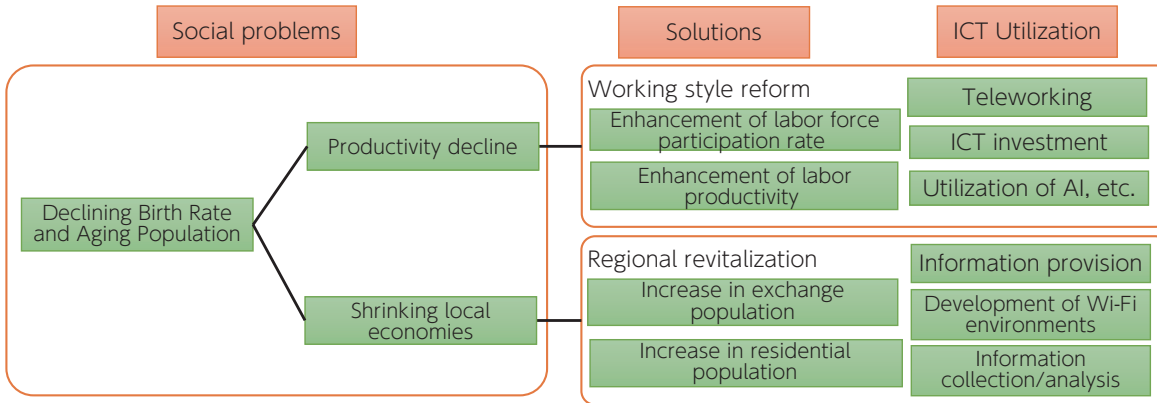 Social problems
Solutions
ICT Utilization
Declining Birth Rate
and Aging Population
Productivity decline
Shrinking local
economies
Working style reform
Enhancement of labor force
participation rate
Enhancement of labor
productivity
Teleworking
ICT investment
Utilization of AI, etc.
Regional revitalization
Increase in exchange
population
Increase in residential
population
Information provision
Development of Wi-Fi
environments
Information
collection/analysis